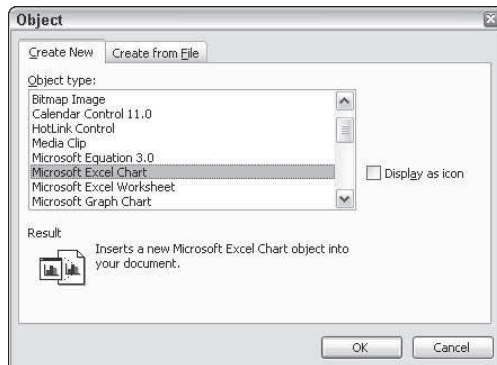 Object
Create New
Create from File
Object type:
Bitmap Image
Calendar Control 11.0
HotLink Control
Media Clip
Microsoft Equation 3.0
Microsoft Excel Chart
Microsoft Excel Worksheet
Microsoft Graph Chart
Display as icon
Result
Inserts a new Microsoft Excel Chart object into
your document.
OK
Cancel